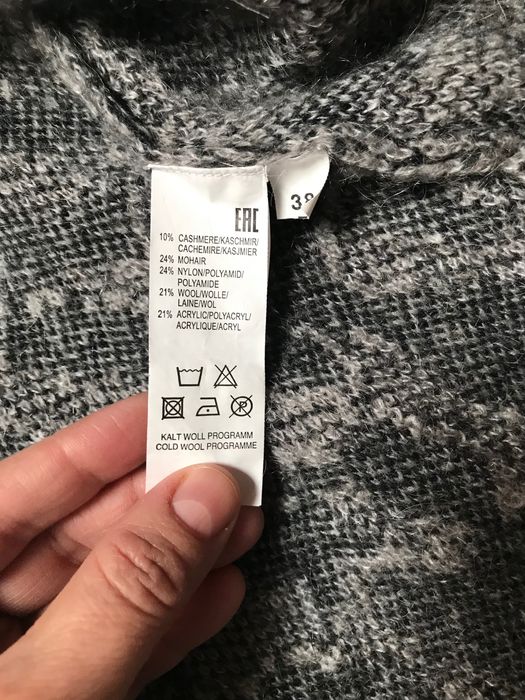 38
EAC
10% CASHMERE/KASCHMIR/
CACHEMIRE/KASJMIER
24% MOHAIR
24% NYLON/POLYAMID/
POLYAMIDE
21% WOOL/WOLLE/
LAINE/WOL
21% ACRYLIC/POLYACRYL/
ACRYLIQUE/ACRYL
P
KALT WOLL PROGRAMM
COLD WOOL PROGRAMME